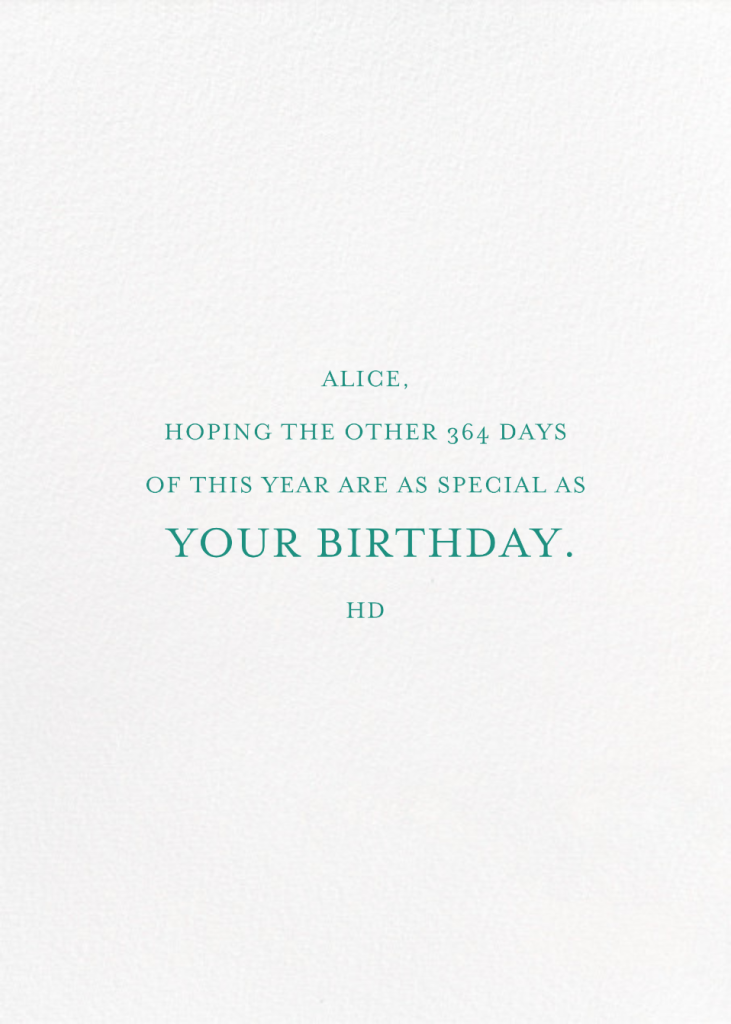 ALICE,
HOPING THE OTHER 364 DAYS
OF THIS YEAR ARE AS SPECIAL AS
YOUR BIRTHDAY.
HD